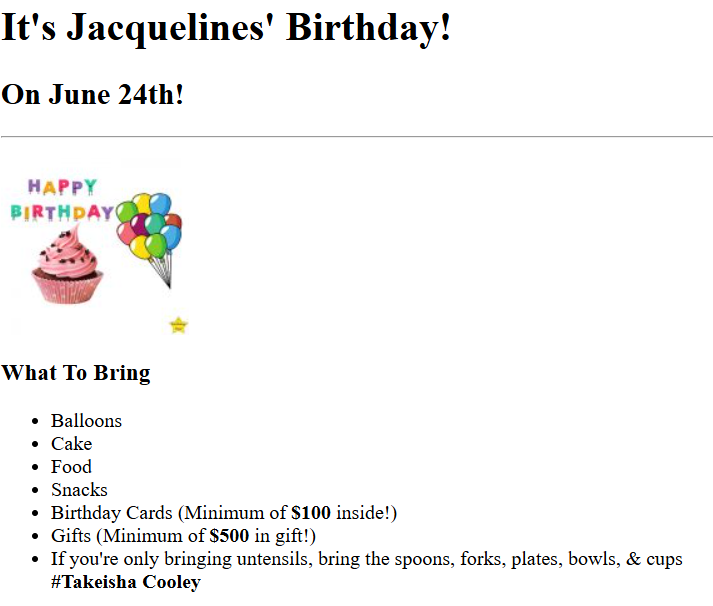 It's Jacquelines' Birthday!
On June 24th!
HAPPY
BIRTHDAY
What To Bring
Balloons
Cake
Food
Snacks
Birthday Cards (Minimum of $100 inside!)
Gifts (Minimum of $500 in gift!)
If you're only bringing untensils, bring the spoons, forks, plates, bowls, & cups
#Takeisha Cooley